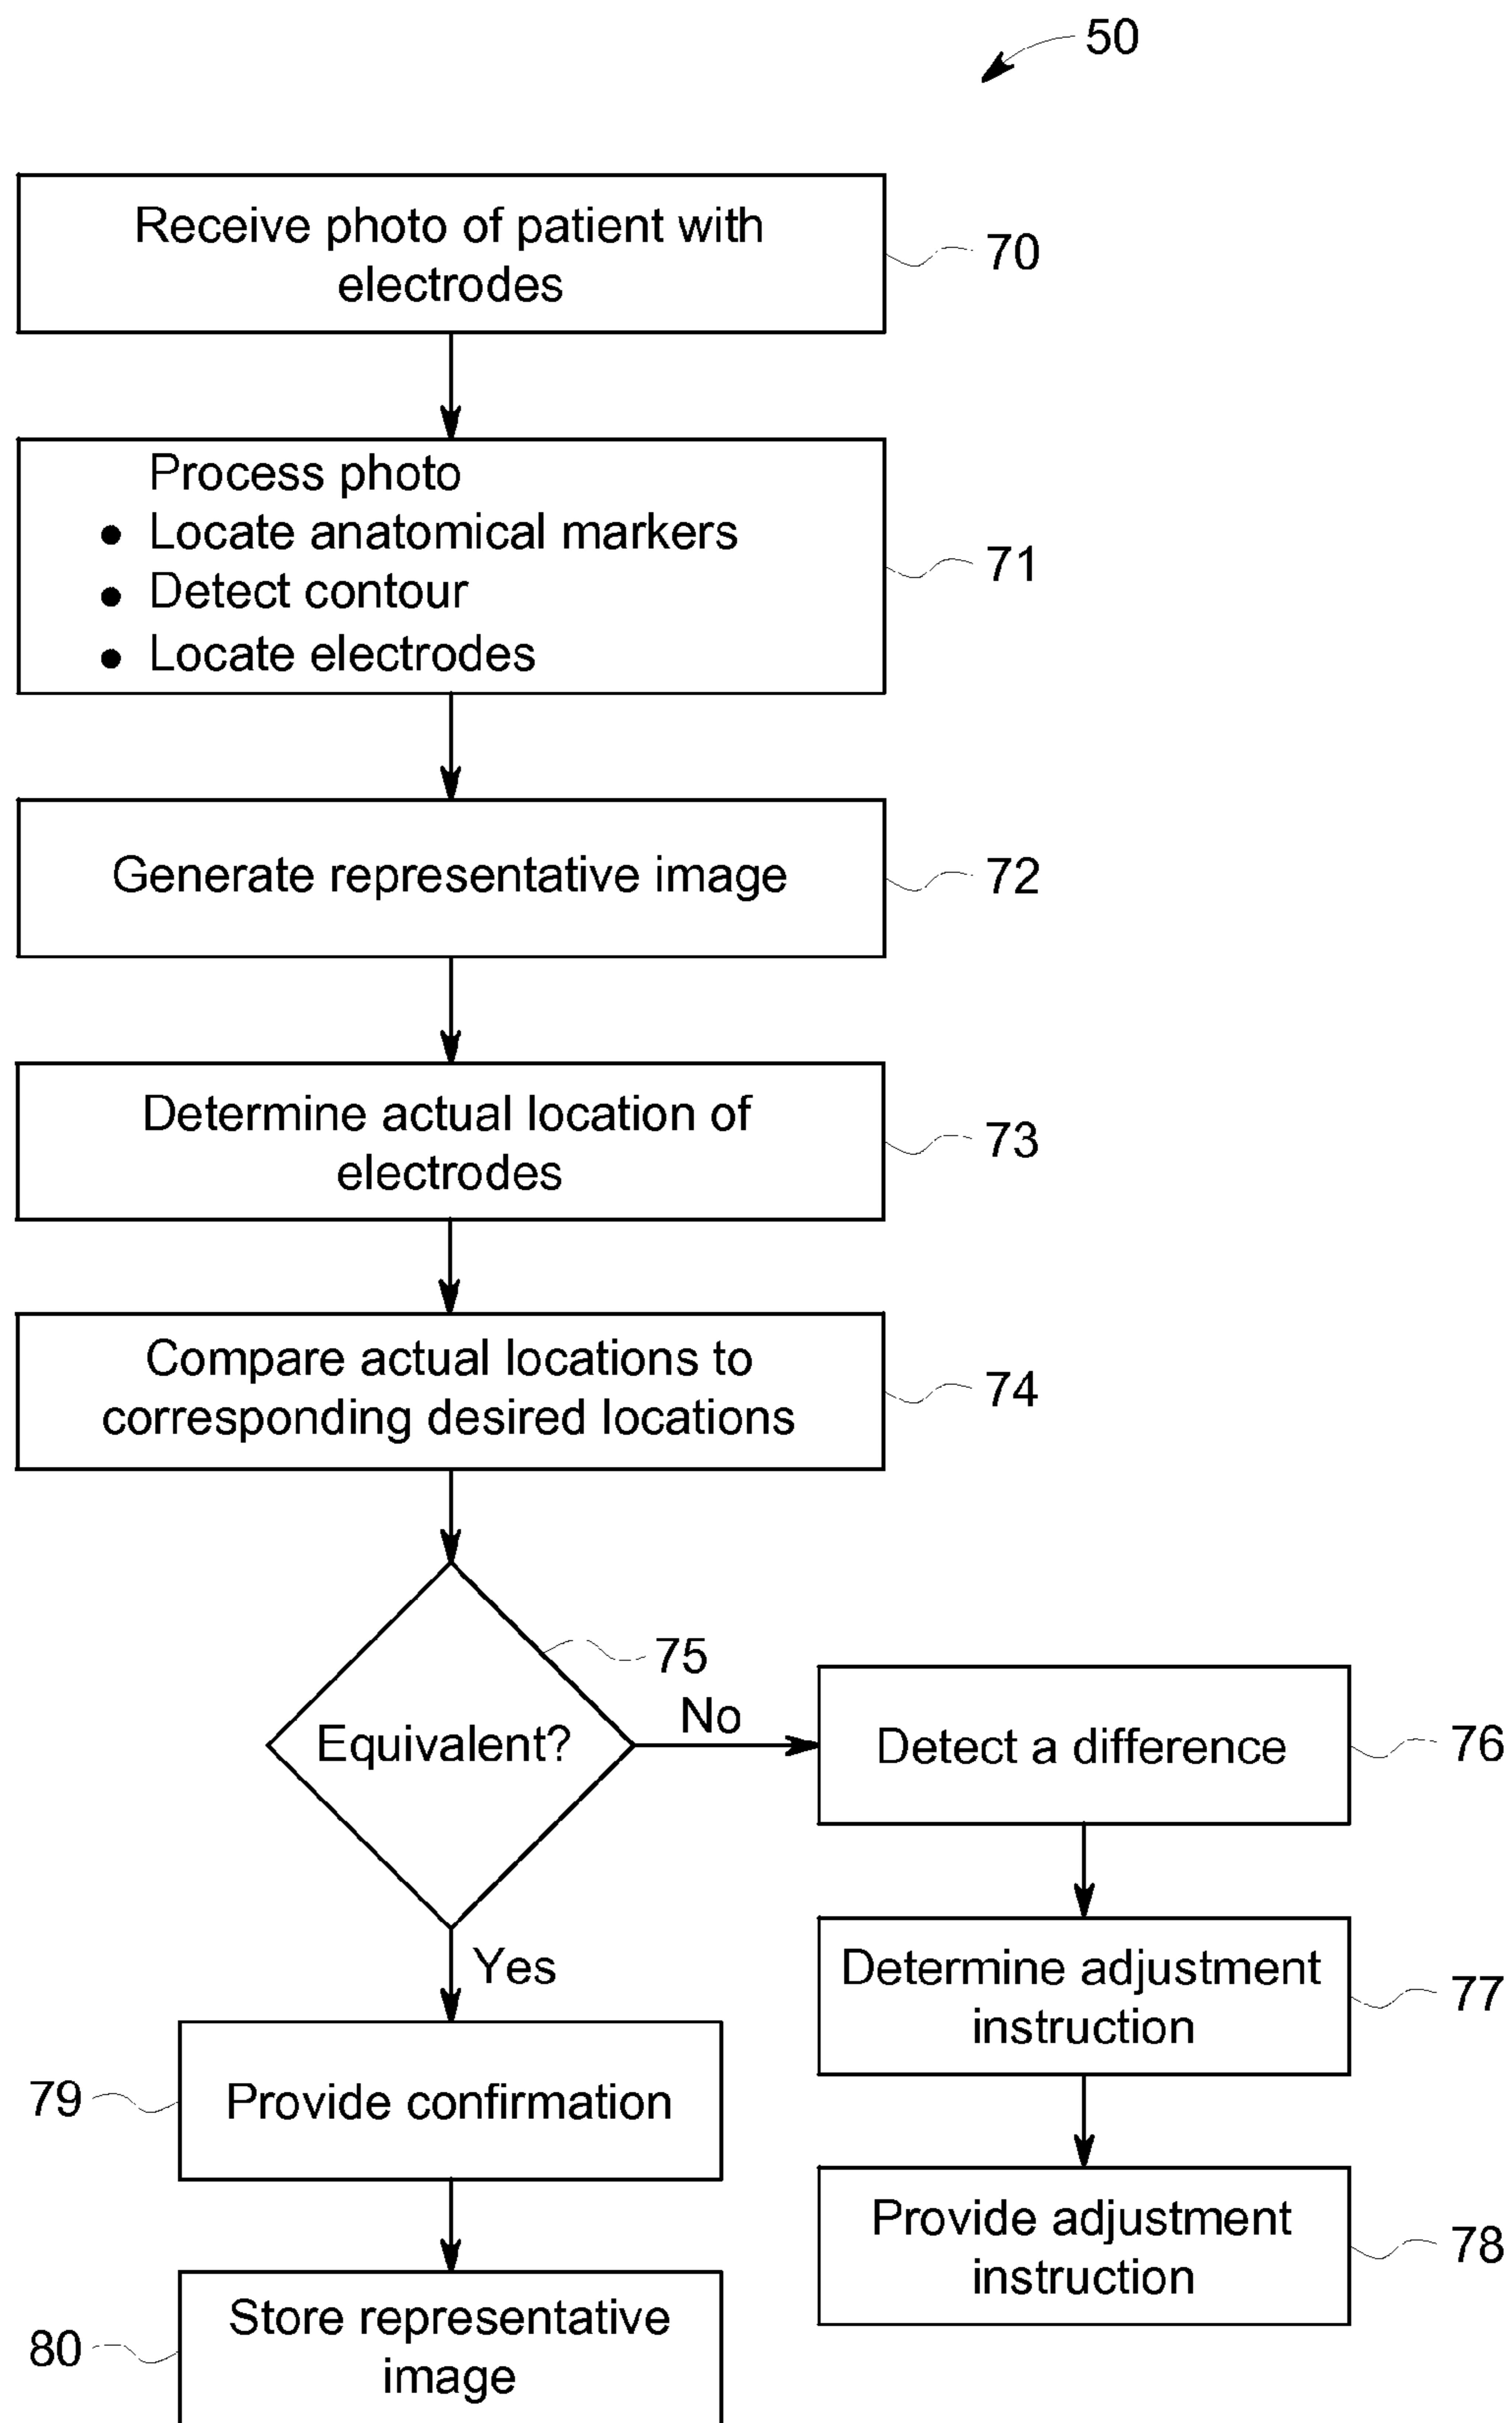 50
Receive photo of patient with
electrodes
70
Process photo
• Locate anatomical markers
• Detect contour
• Locate electrodes
71
Generate representative image
72
Determine actual location of
electrodes
73
Compare actual locations to
corresponding desired locations
74
75
Equivalent?
No
Detect a difference
76
Yes
Determine adjustment
instruction
77
79
Provide confirmation
Provide adjustment
instruction
78
80
Store representative
image